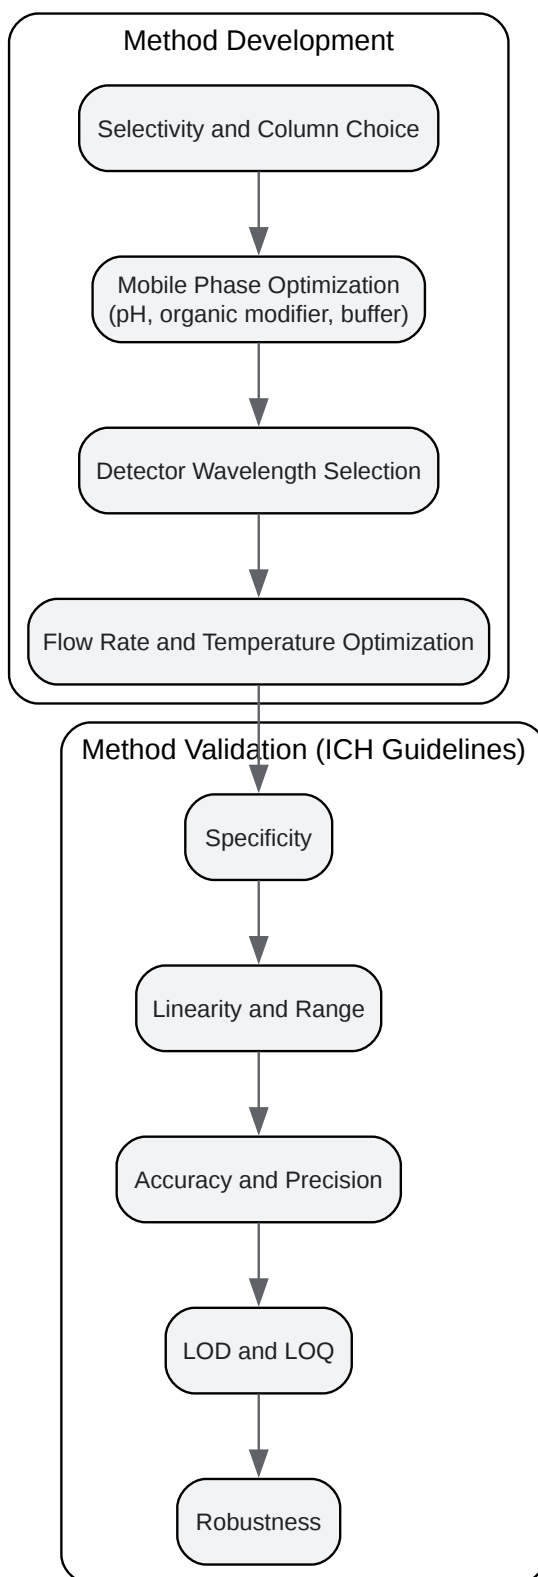 Method Development
Selectivity and Column Choice
Mobile Phase Optimization
(pH, organic modifier, buffer)
Detector Wavelength Selection
Flow Rate and Temperature Optimization
Method Validation (ICH Guidelines)
Specificity
Linearity and Range
Accuracy and Precision
LOD and LOQ
Robustness